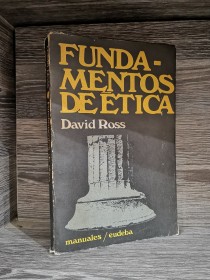 FUNDA-
MENTOS
DE ÉTICA
David Ross
manuales/eudeba